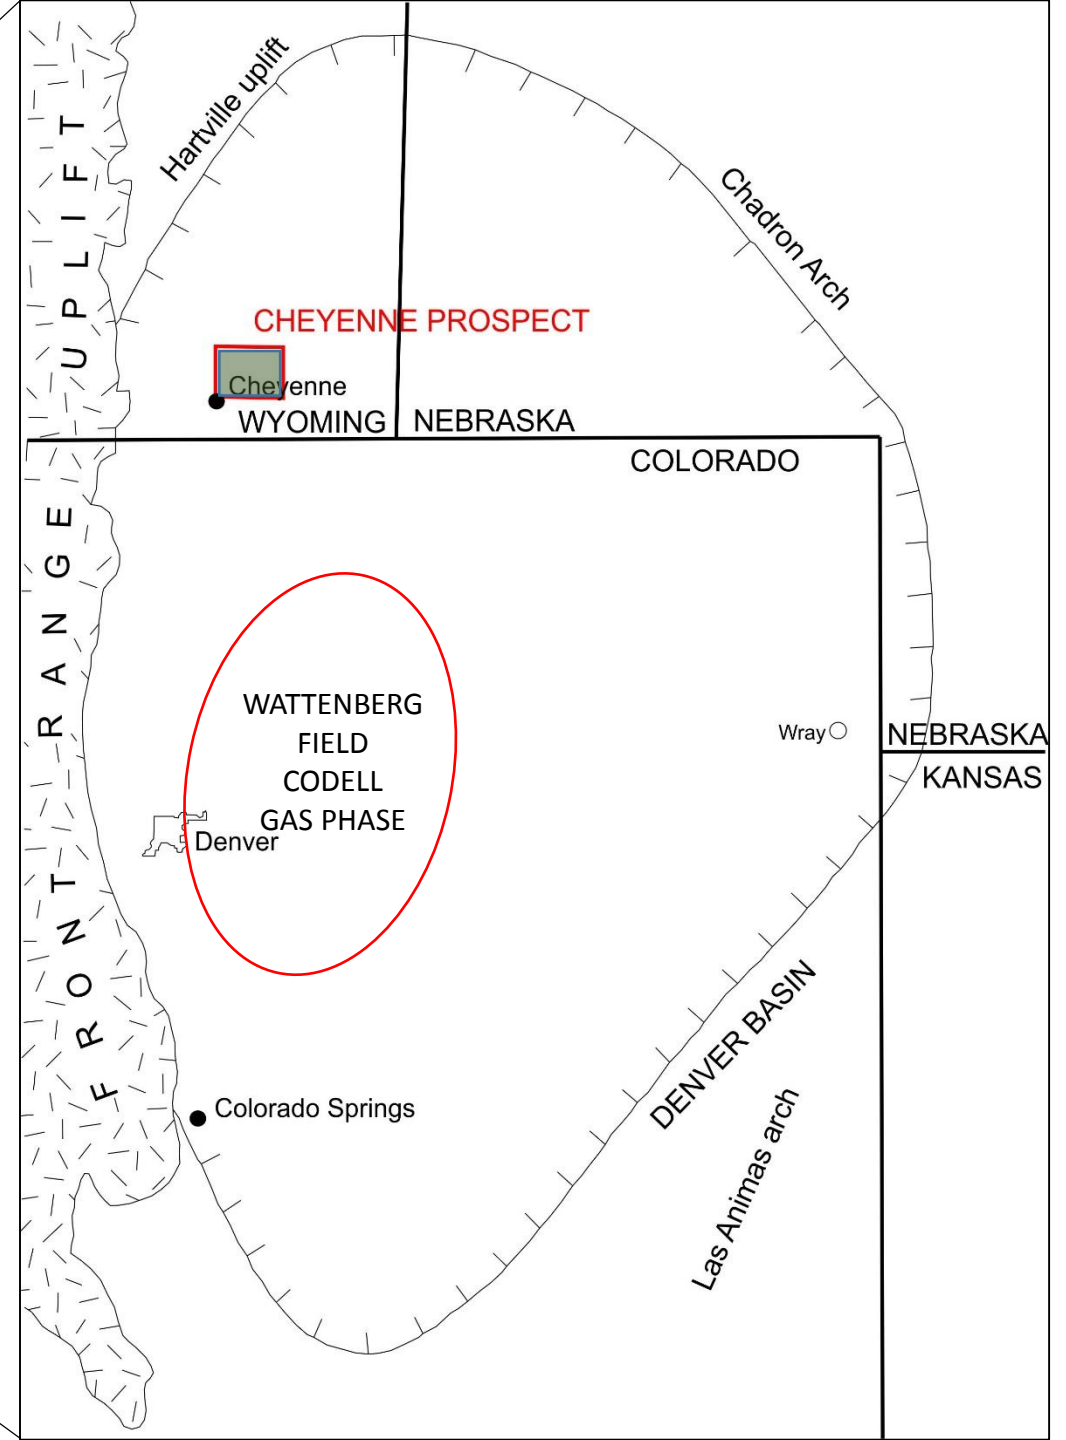 Hartville uplift
Chadron Arch
CHEYENNE PROSPECT
Cheyenne
WYOMING
NEBRASKA
COLORADO
FRONT RANGE UPLIFT
WATTENBERG
FIELD
CODELL
GAS PHASE
Wray
NEBRASKA
KANSAS
Denver
DENVER BASIN
Colorado Springs
Las Animas arch